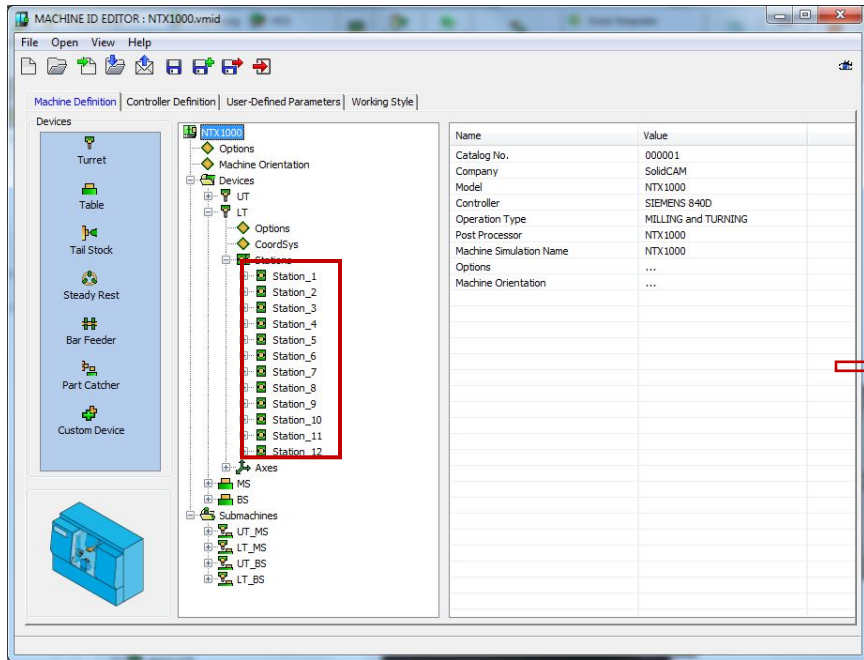 MACHINE ID EDITOR : NTX1000.vmid
File Open View Help
Machine Definition Controller Definition User-Defined Parameters Working Style
Devices
Turret
Table
Tail Stock
Steady Rest
Bar Feeder
Part Catcher
Custom Device
NTX1000
Options
Machine Orientation
Devices
UT
LT
Options
CoordSys
Stations
Station_1
Station_2
Station_3
Station_4
Station_5
Station_6
Station_7
Station_8
Station_9
Station_10
Station_11
Station_12
Axes
MS
BS
Submachines
UT_MS
LT_MS
UT_BS
LT_BS
Name Value
Catalog No. 000001
Company SolidCAM
Model NTX1000
Controller SIEMENS 840D
Operation Type MILLING and TURNING
Post Processor NTX1000
Machine Simulation Name NTX1000
Options ...
Machine Orientation ...